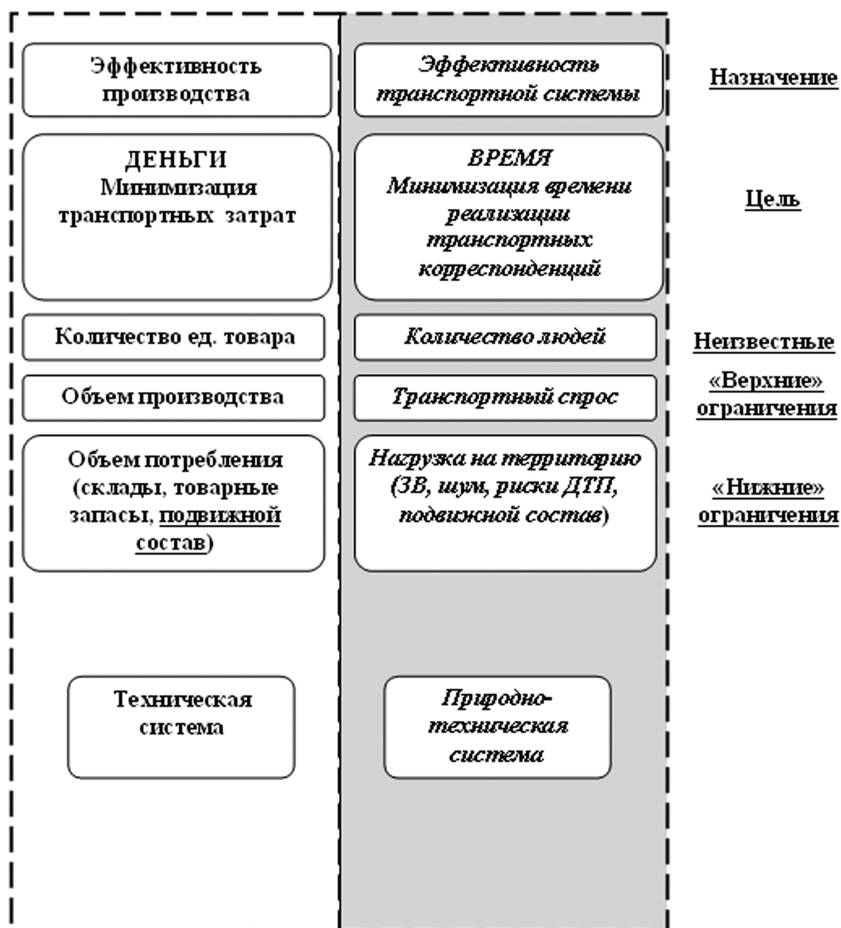 Эффективность
производства
Эффективность
транспортной системы
Назначение
ДЕНЬГИ
Минимизация
транспортных затрат
ВРЕМЯ
Минимизация времени
реализации
транспортных
корреспонденций
Цель
Количество ед. товара
Количество людей
Неизвестные
Объем производства
Транспортный спрос
«Верхние»
ограничения
Объем потребления
(склады, товарные
запасы, подвижной
состав)
Нагрузка на территорию
(ЗВ, шум, риски ДТП,
подвижной состав)
«Нижние»
ограничения
Техническая
система
Природно-
техническая
система